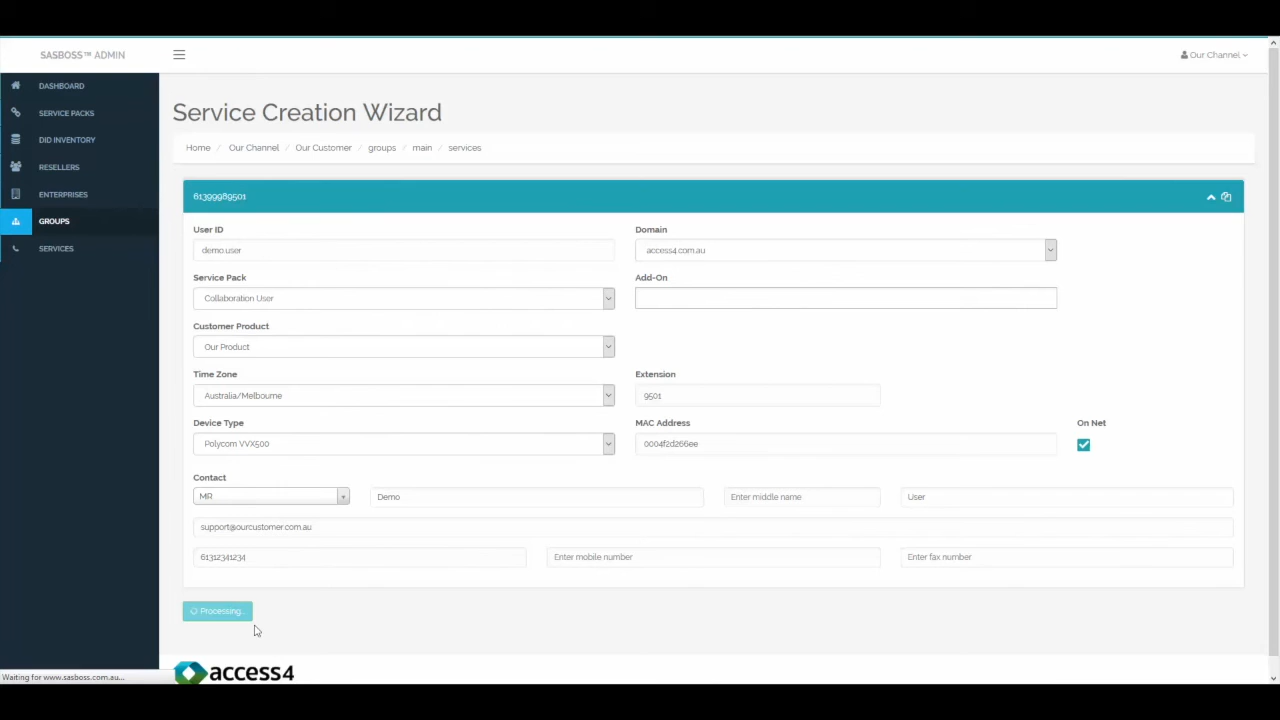 SASBOSS™ ADMIN
Our Channel
DASHBOARD
SERVICE PACKS
DID INVENTORY
RESELLERS
ENTERPRISES
GROUPS
SERVICES
Service Creation Wizard
Home / Our Channel / Our Customer / groups / main / services
61399989501
User ID
Domain
demo.user
access4.com.au
Service Pack
Add-On
Collaboration User
Customer Product
Our Product
Time Zone
Extension
Australia/Melbourne
9501
Device Type
MAC Address
On Net
Polycom VVX500
0004f2d266ee
Contact
MR
Demo
Enter middle name
User
support@ourcustomer.com.au
61312341234
Enter mobile number
Enter fax number
Processing...
access4
Waiting for www.sasboss.com.au...